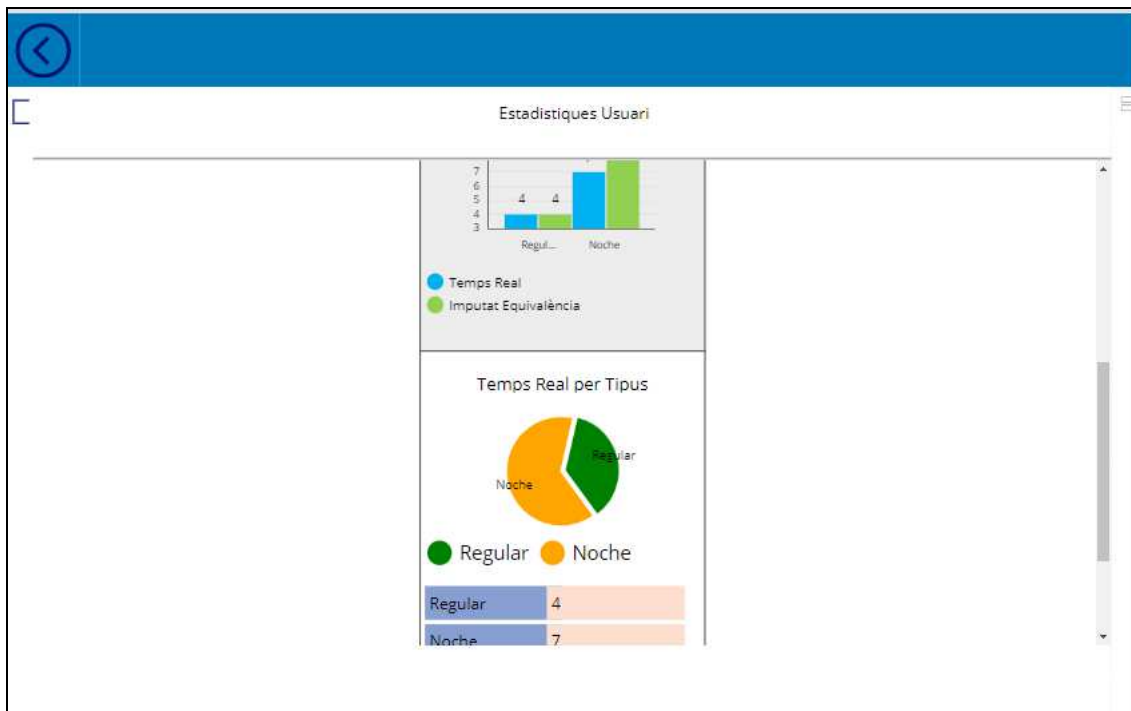 Estadistiques Usuari
7
6
5
4
3
4 4
Regul... Noche
Temps Real
Imputat Equivalència
Temps Real per Tipus
Regular
Noche
Regular Noche
Regular 4
Noche 7